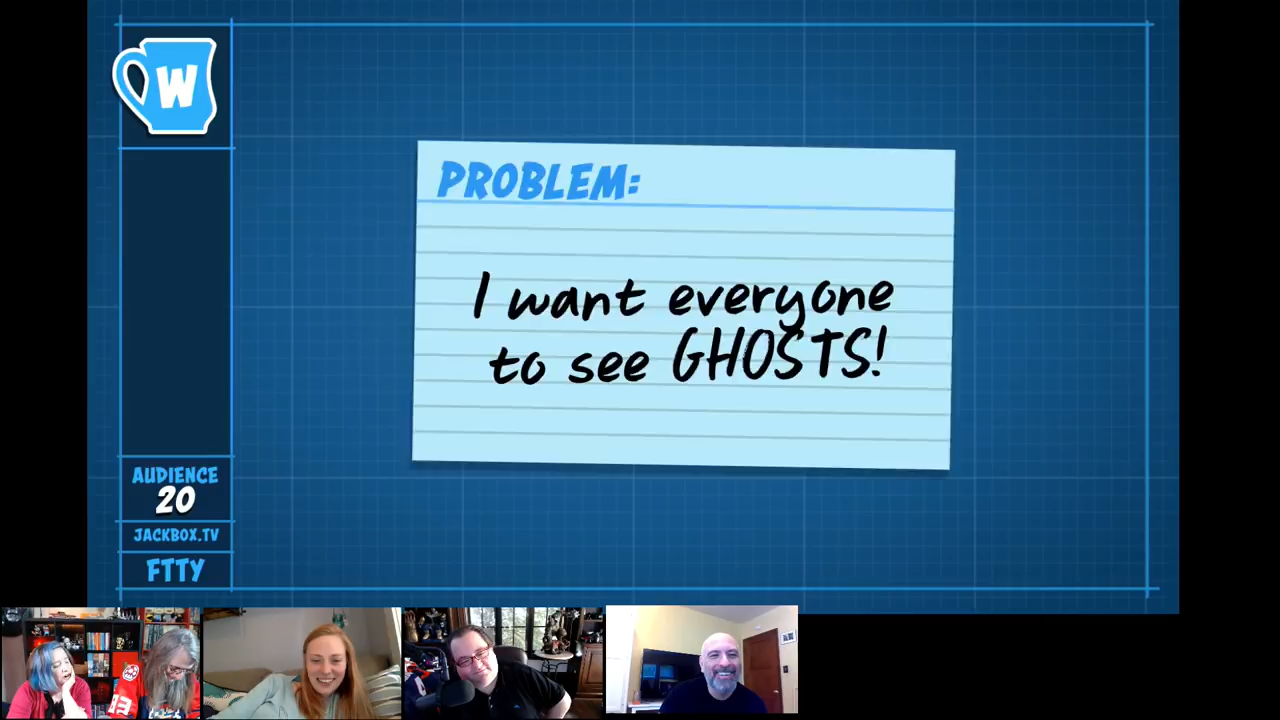 W
PROBLEM:
I want everyone
to see GHOSTS!
AUDIENCE
20
JACKBOX.TV
FTTY